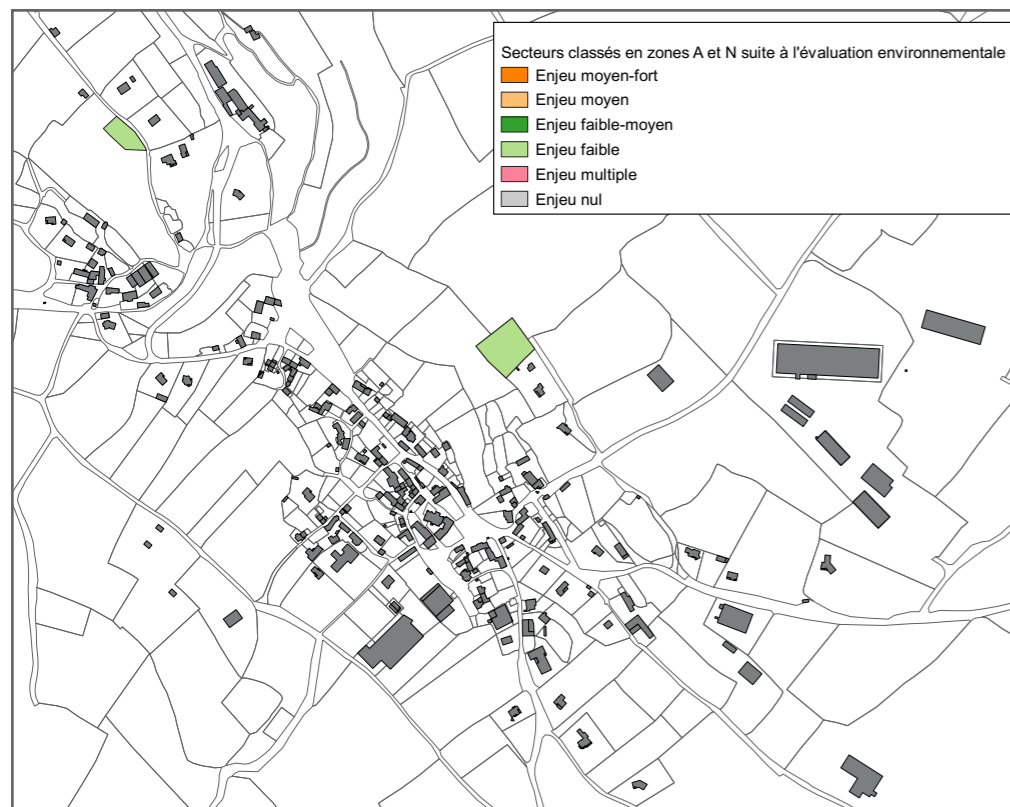 Secteurs classés en zones A et N suite à l'évaluation environnementale
Enjeu moyen-fort
Enjeu moyen
Enjeu faible-moyen
Enjeu faible
Enjeu multiple
Enjeu nul